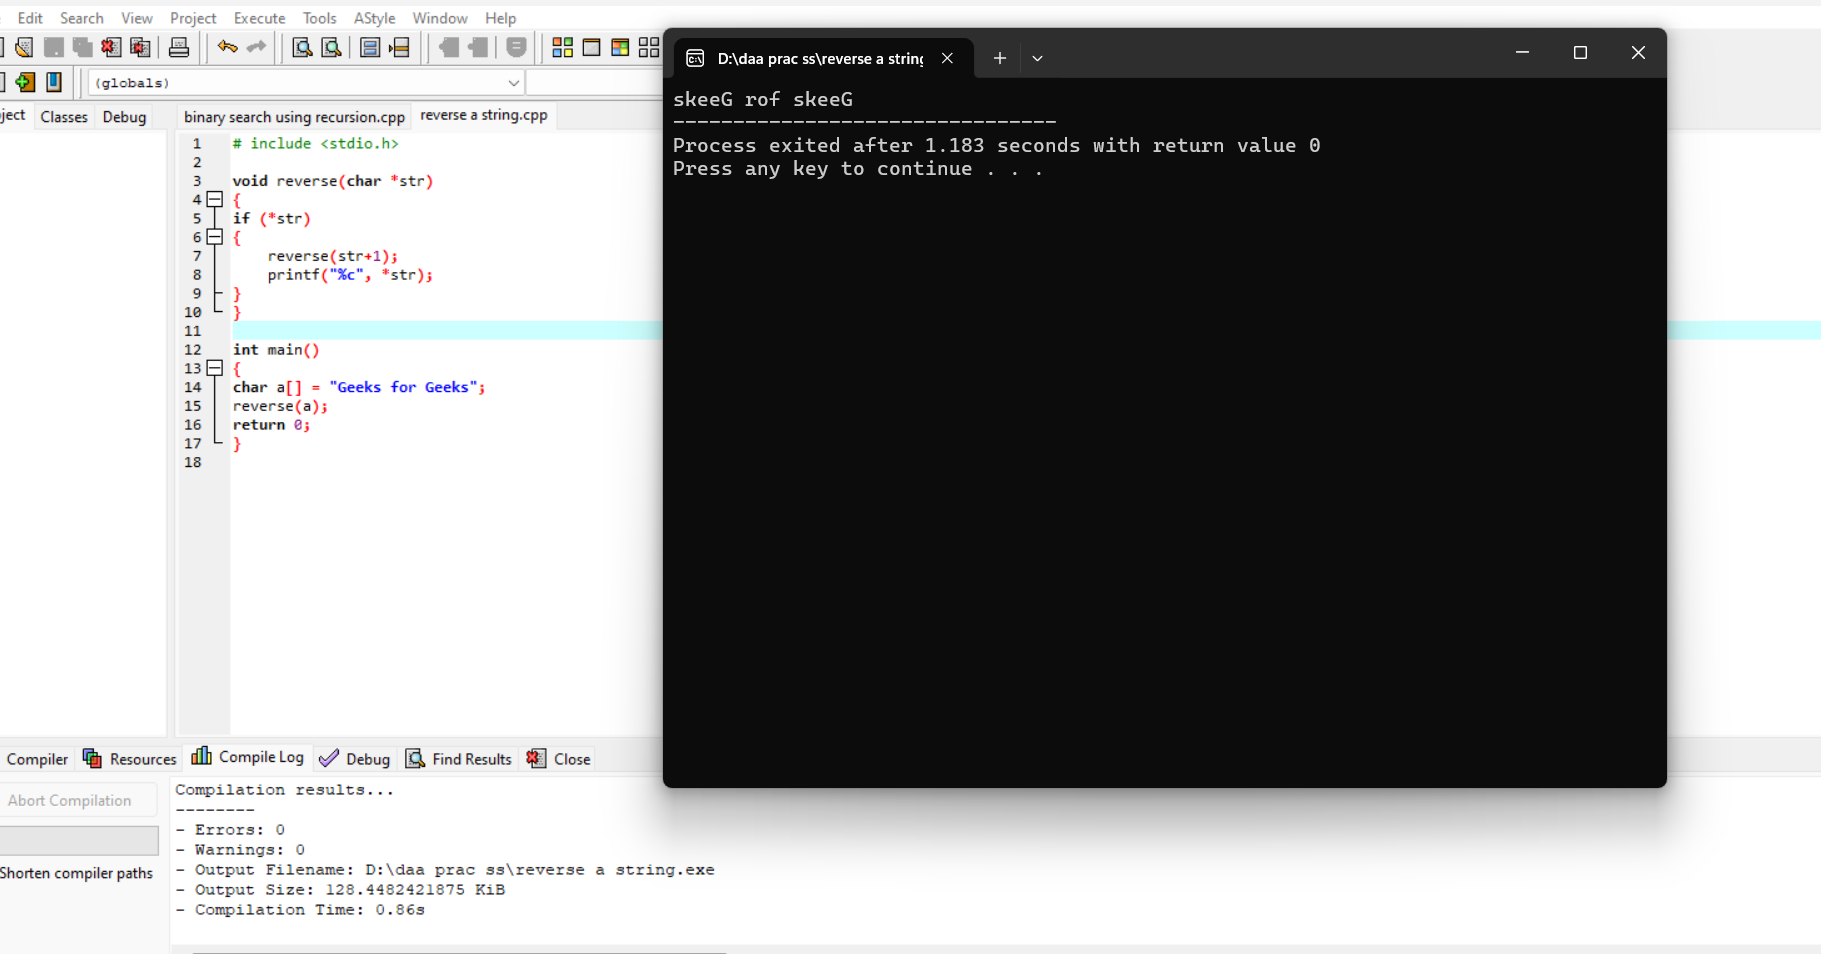 Edit Search View Project Execute Tools AStyle Window Help
(globals)
ject Classes Debug
binary search using recursion.cpp reverse a string.cpp
1 # include <stdio.h>
2
3 void reverse(char *str)
4 {
5 if (*str)
6 {
7 reverse(str+1);
8 printf("%c", *str);
9 }
10 }
11
12 int main()
13 {
14 char a[] = "Geeks for Geeks";
15 reverse(a);
16 return 0;
17 }
18
D:\daa prac ss\reverse a string
skeeG rof skeeG
--------------------------------
Process exited after 1.183 seconds with return value 0
Press any key to continue . . .
Compiler Resources Compile Log Debug Find Results Close
Abort Compilation
Shorten compiler paths
Compilation results...
--------
- Errors: 0
- Warnings: 0
- Output Filename: D:\daa prac ss\reverse a string.exe
- Output Size: 128.4482421875 KiB
- Compilation Time: 0.86s